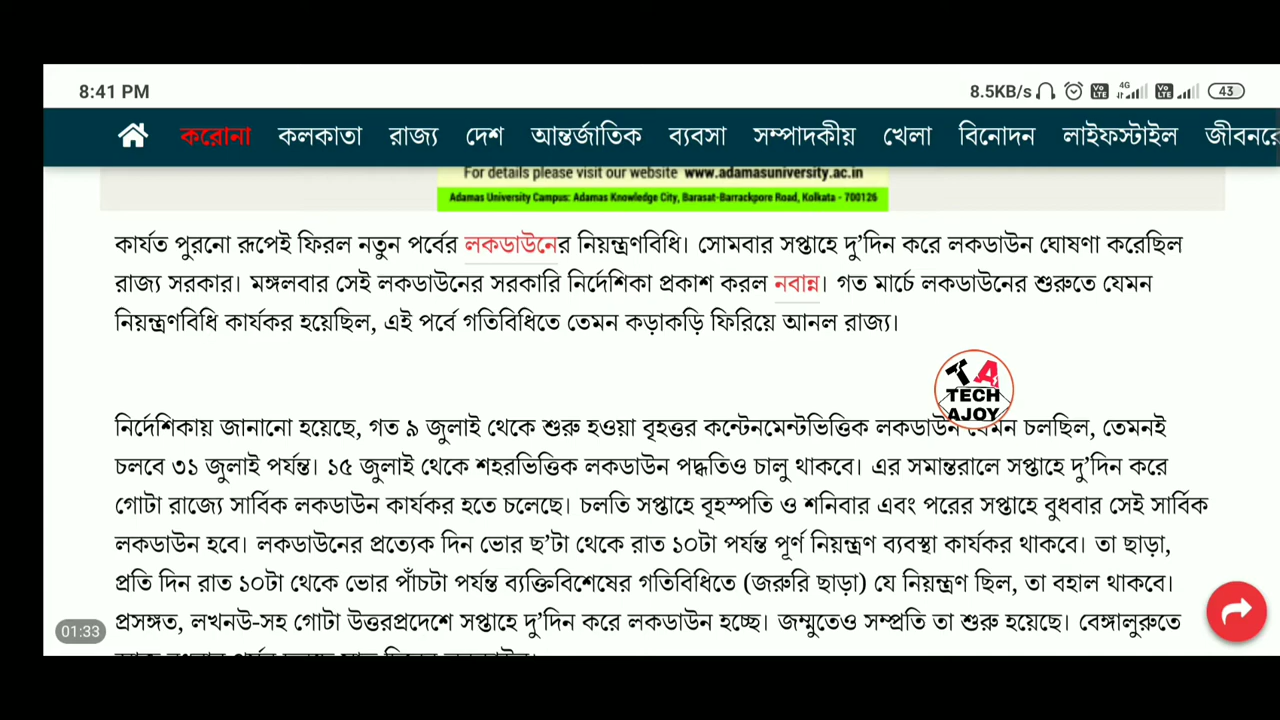 8:41 PM
8.5KB/s 4G 43
করোনা কলকাতা রাজ্য দেশ আন্তর্জাতিক ব্যবসা সম্পাদকীয় খেলা বিনোদন লাইফস্টাইল
For details please visit our website www.adamasuniversity.ac.in
Adamas University Campus: Adamas Knowledge City, Barasat-Barrackpore Road, Kolkata - 700126
কার্যত পুরনো রূপেই ফিরল নতুন পর্বের লকডাউনের নিয়ন্ত্রণবিধি। সোমবার সপ্তাহে দু’দিন করে লকডাউন ঘোষণা করেছিল
রাজ্য সরকার। মঙ্গলবার সেই লকডাউনের সরকারি নির্দেশিকা প্রকাশ করল নবান্ন। গত মার্চে লকডাউনের শুরুতে যেমন
নিয়ন্ত্রণবিধি কার্যকর হয়েছিল, এই পর্বে গতিবিধিতে তেমন কড়াকড়ি ফিরিয়ে আনল রাজ্য।
TA
TECH
AJOY
নির্দেশিকায় জানানো হয়েছে, গত ৯ জুলাই থেকে শুরু হওয়া বৃহত্তর কন্টেনমেন্টভিত্তিক লকডাউন যেমন চলছিল, তেমনই
চলবে ৩১ জুলাই পর্যন্ত। ১৫ জুলাই থেকে শহরভিত্তিক লকডাউন পদ্ধতিও চালু থাকবে। এর সমান্তরালে সপ্তাহে দু’দিন করে
গোটা রাজ্যে সার্বিক লকডাউন কার্যকর হতে চলেছে। চলতি সপ্তাহে বৃহস্পতি ও শনিবার এবং পরের সপ্তাহে বুধবার সেই সার্বিক
লকডাউন হবে। লকডাউনের প্রত্যেক দিন ভোর ছ’টা থেকে রাত ১০টা পর্যন্ত পূর্ণ নিয়ন্ত্রণ ব্যবস্থা কার্যকর থাকবে। তা ছাড়া,
প্রতি দিন রাত ১০টা থেকে ভোর পাঁচটা পর্যন্ত ব্যক্তিবিশেষের গতিবিধিতে (জরুরি ছাড়া) যে নিয়ন্ত্রণ ছিল, তা বহাল থাকবে।
প্রসঙ্গত, লখনউ-সহ গোটা উত্তরপ্রদেশে সপ্তাহে দু’দিন করে লকডাউন হচ্ছে। জম্মুতেও সম্প্রতি তা শুরু হয়েছে। বেঙ্গালুরুতে
01:33